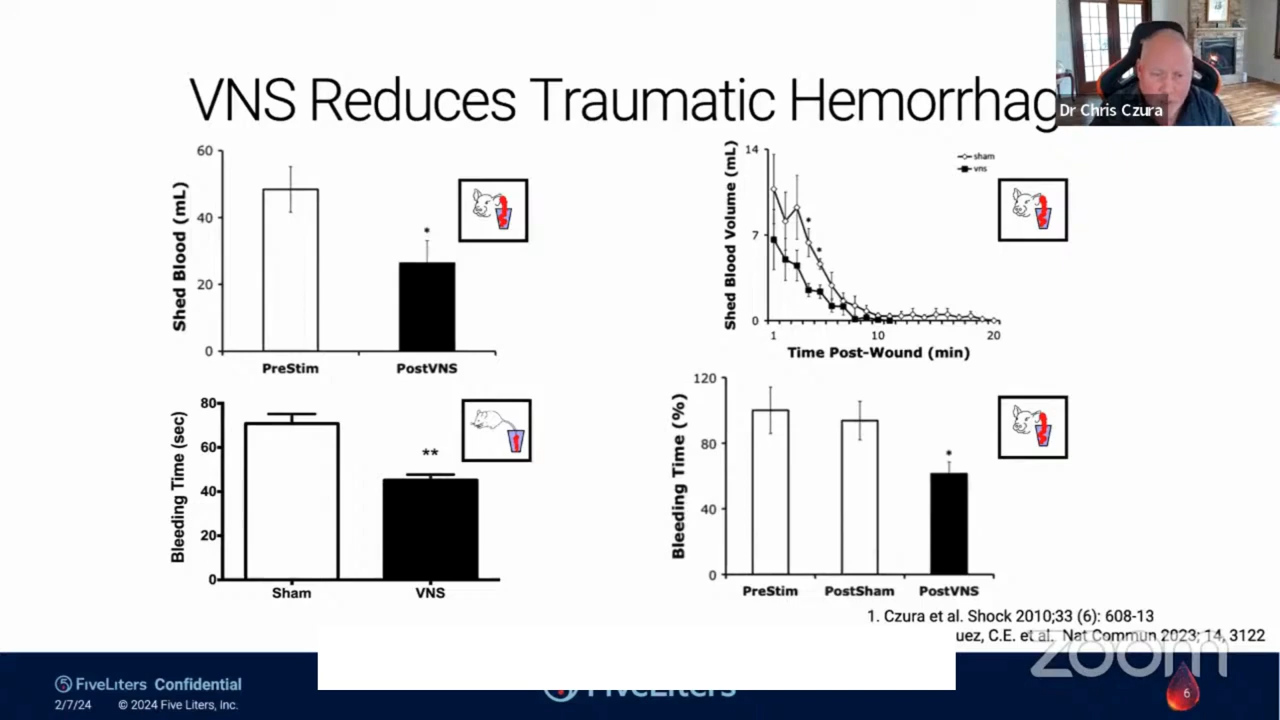 VNS Reduces Traumatic Hemorrhag
Dr Chris Czura
60
40
20
0
Shed Blood (mL)
*
PreStim
PostVNS
14
7
0
Shed Blood Volume (mL)
sham
vns
*
*
1
10
20
Time Post-Wound (min)
80
60
40
20
0
Bleeding Time (sec)
**
Sham
VNS
120
80
40
0
Bleeding Time (%)
*
PreStim
PostSham
PostVNS
1. Czura et al. Shock 2010;33 (6): 608-13
uez, C.E. et al. Nat Commun 2023; 14, 3122
zoom
FiveLiters Confidential
2/7/24 © 2024 Five Liters, Inc.
FiveLiters
6